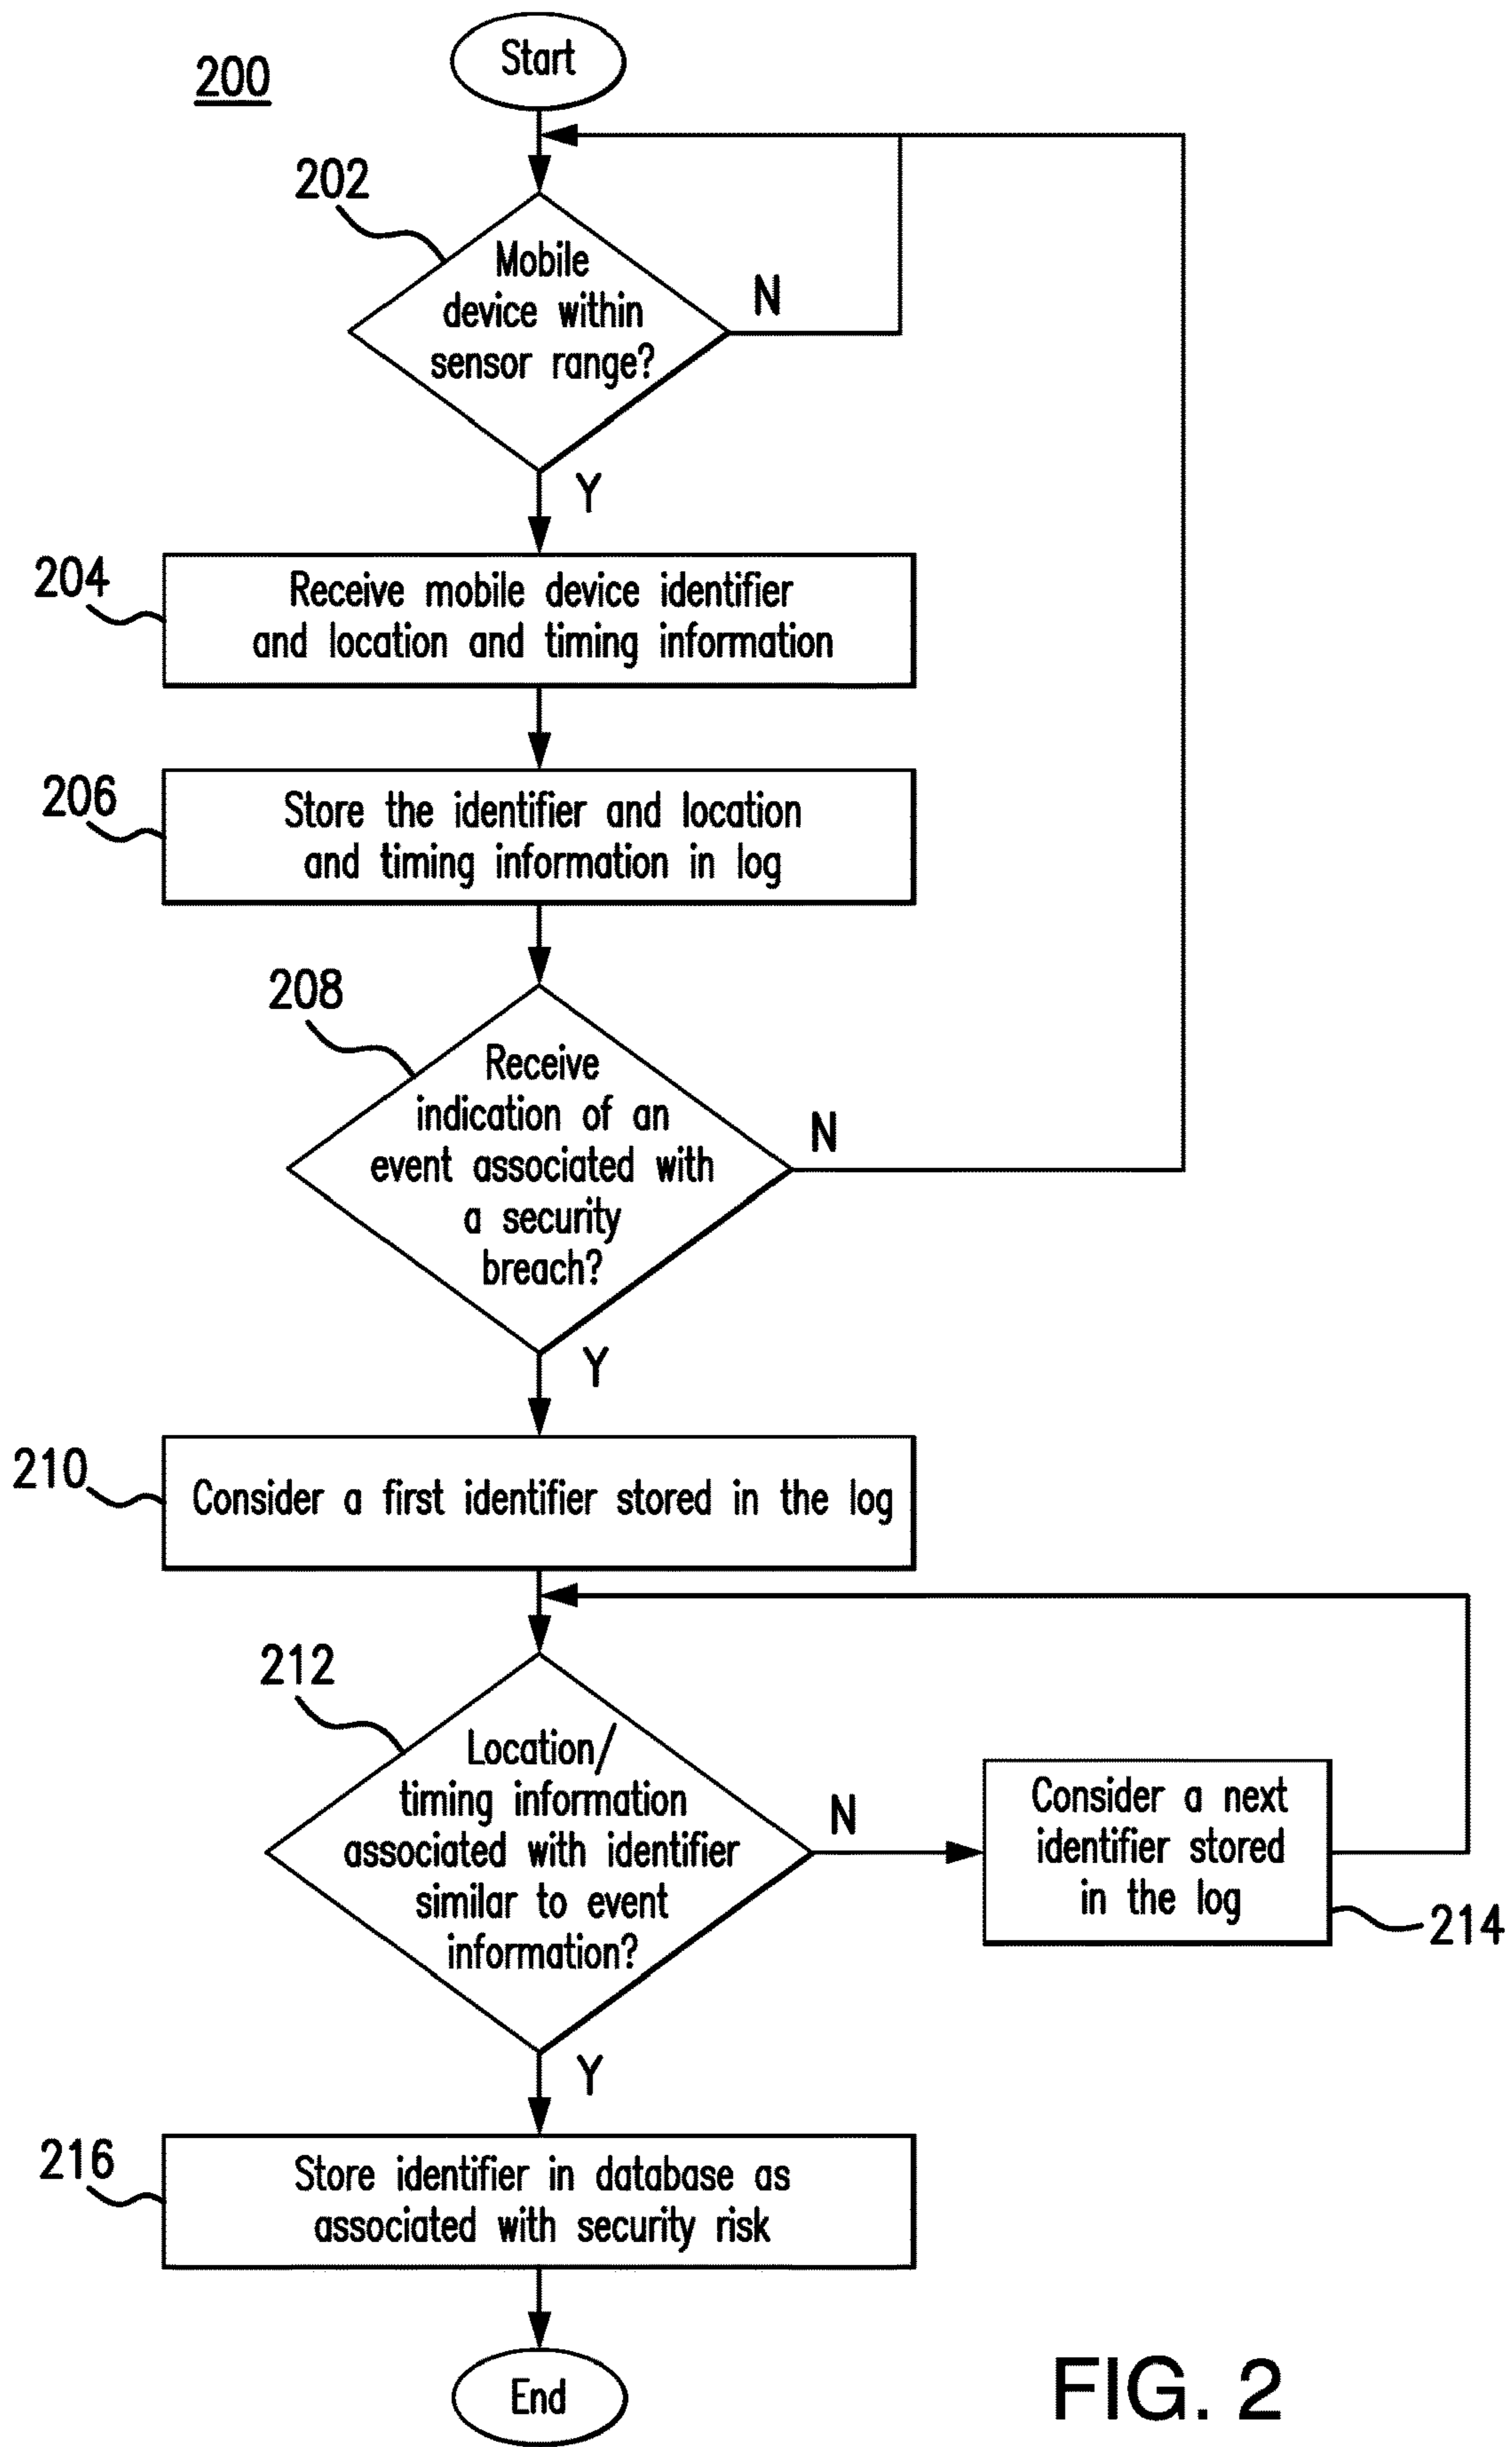 Start
200
202
Mobile
device within
sensor range?
N
Y
204
Receive mobile device identifier
and location and timing information
206
Store the identifier and location
and timing information in log
208
Receive
indication of an
event associated with
a security
breach?
N
Y
210
Consider a first identifier stored in the log
212
Location/
timing information
associated with identifier
similar to event
information?
N
Consider a next
identifier stored
in the log
214
Y
216
Store identifier in database as
associated with security risk
End
FIG. 2